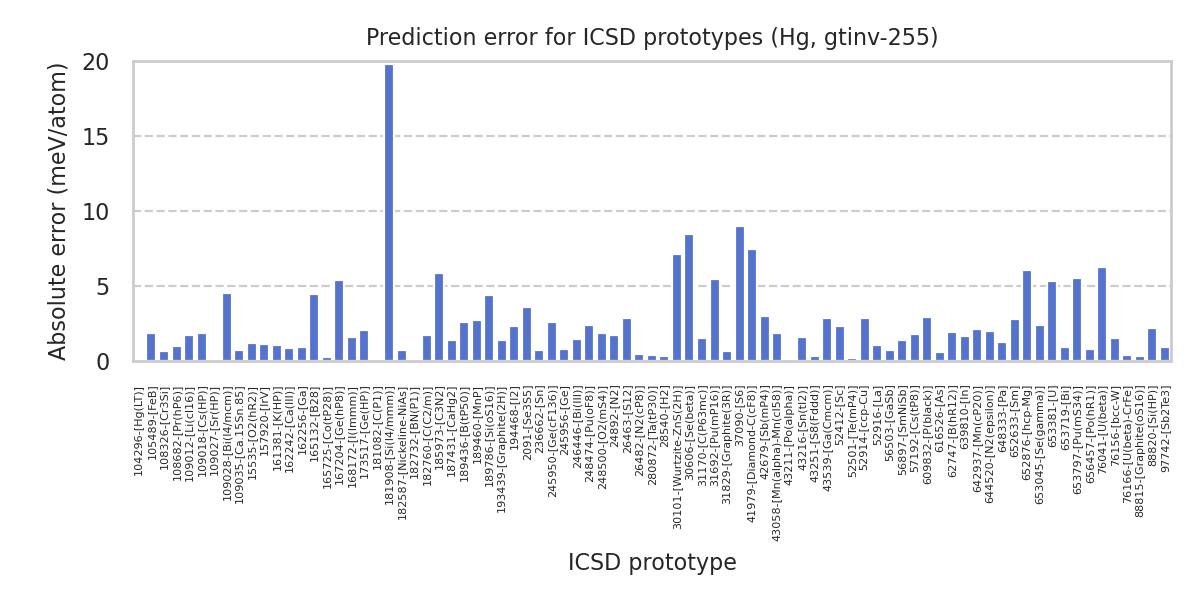 Prediction error for ICSD prototypes (Hg, gtinv-255)
Absolute error (meV/atom)
20
15
10
5
0
104296-[Hg(LT)]
105489-[FeB]
108326-[Cr3Si]
108682-[Pr(hP6)]
109012-[Li(cI16)]
109018-[Cs(HP)]
109027-[Sr(HP)]
109028-[Bi(I4/mcm)]
109035-[Ca.15Sn.85]
15535-[O2(hR2)]
157920-[IrV]
161381-[K(HP)]
162242-[Ca(III)]
162256-[Ga]
165132-[B28]
165725-[Co(tP28)]
167204-[Ge(hP8)]
168172-[I(Immm)]
173517-[Ge(HP)]
181082-[C(P1)]
181908-[Si(I4/mmm)]
182587-[Nickeline-NiAs]
182732-[BN(P1)]
182760-[C(C2/m)]
185973-[C3N2]
187431-[CaHg2]
189436-[B(tP50)]
189460-[MnP]
189786-[Si(oS16)]
193439-[Graphite(2H)]
194468-[I2]
2091-[Se3S5]
236662-[Sn]
245950-[Ge(cF136)]
245956-[Ge]
246446-[Bi(III)]
248474-[Pu(oF8)]
248500-[O2(mS4)]
24892-[N2]
26463-[S12]
26482-[N2(cP8)]
280872-[Ta(tP30)]
28540-[H2]
30101-[Wurtzite-ZnS(2H)]
30606-[Se(beta)]
31170-[C(P63mc)]
31692-[Pu(mP16)]
31829-[Graphite(3R)]
37090-[S6]
41979-[Diamond-C(cF8)]
42679-[Sb(mP4)]
43058-[Mn(alpha)-Mn(cI58)]
43211-[Po(alpha)]
43216-[Sn(tI2)]
43251-[S8(Fddd)]
43539-[Ga(Cmcm)]
52412-[Sc]
52501-[Te(mP4)]
52914-[ccp-Cu]
52916-[La]
56503-[GaSb]
56897-[SmNiSb]
57192-[Cs(tP8)]
609832-[P(black)]
616526-[As]
62747-[B(hR12)]
639810-[In]
642937-[Mn(cP20)]
644520-[N2(epsilon)]
648333-[Pa]
652633-[Sm]
652876-[hcp-Mg]
653045-[Se(gamma)]
653381-[U]
653719-[Bi]
653797-[Pu(mS34)]
656457-[Po(hR1)]
76041-[U(beta)]
76156-[bcc-W]
76166-[U(beta)-CrFe]
88815-[Graphite(oS16)]
88820-[Si(HP)]
97742-[Sb2Te3]
ICSD prototype